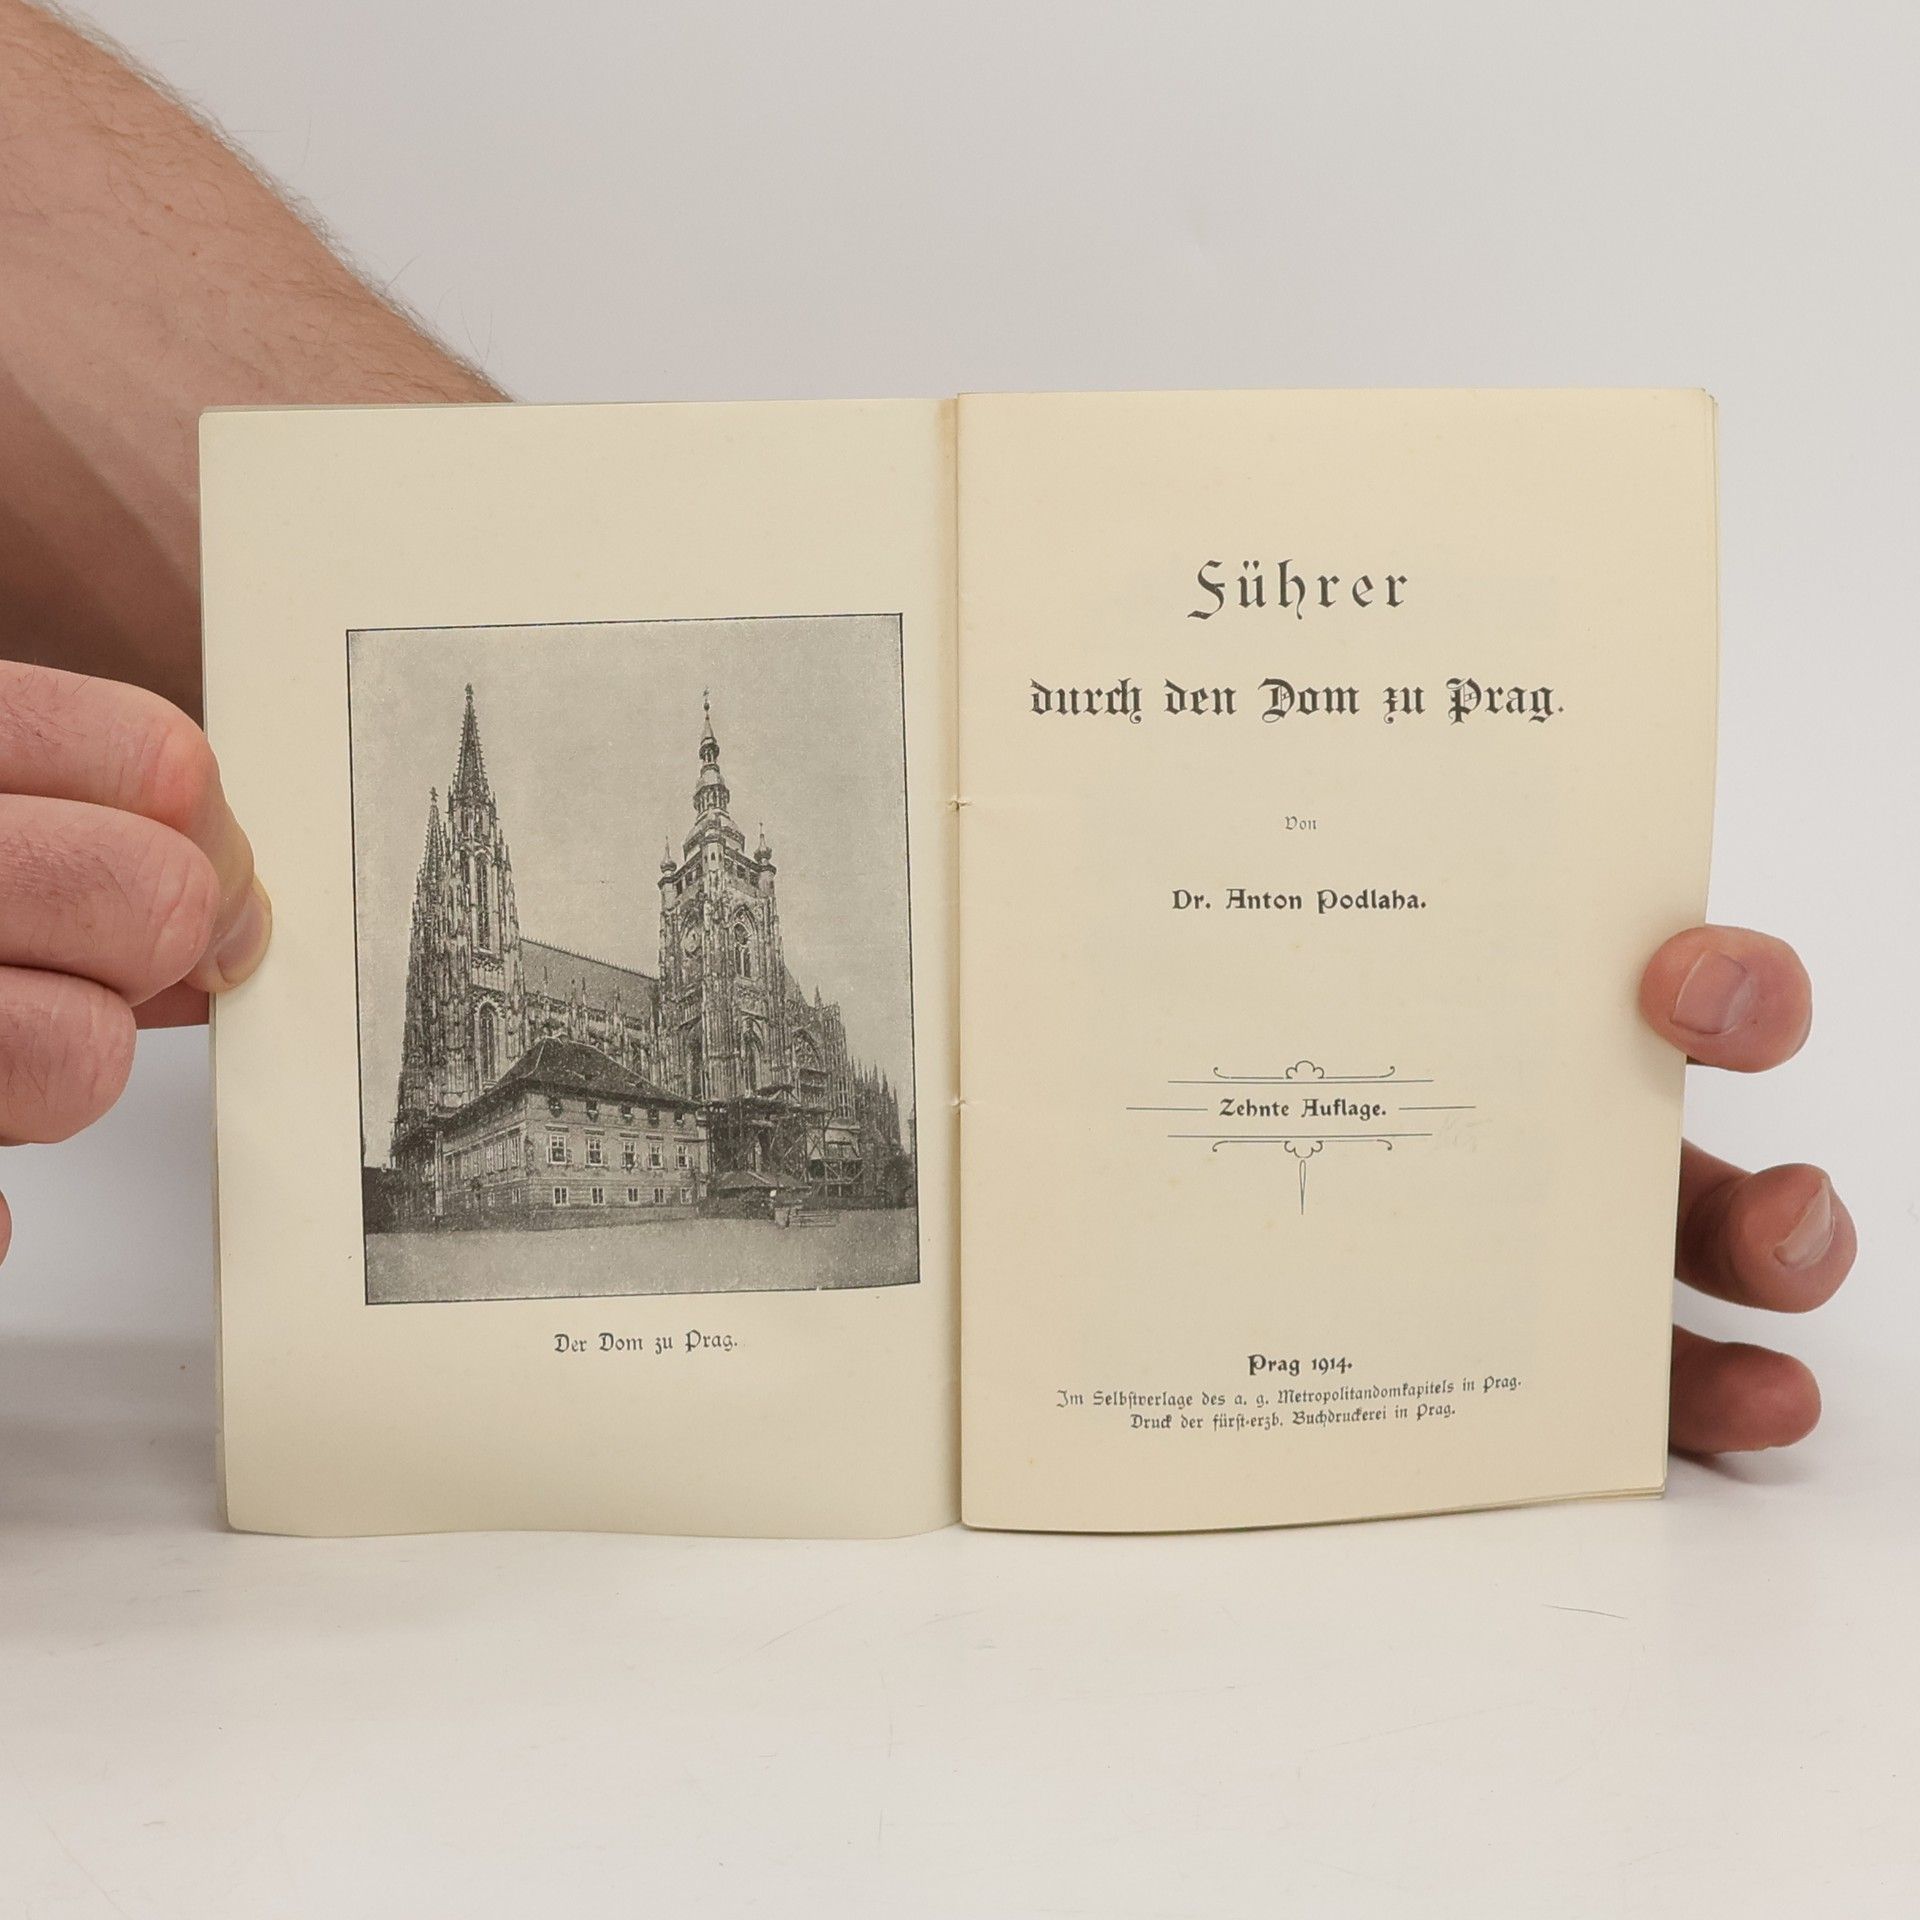 Der Dom zu Prag.
Führer
durch den Dom zu Prag.
Von
Dr. Anton Podlaha.
Zehnte Auflage.
Prag 1914.
Im Selbſtverlage des a. g. Metropolitandomkapitels in Prag.
Druck der fürſt-erzb. Buchdruckerei in Prag.